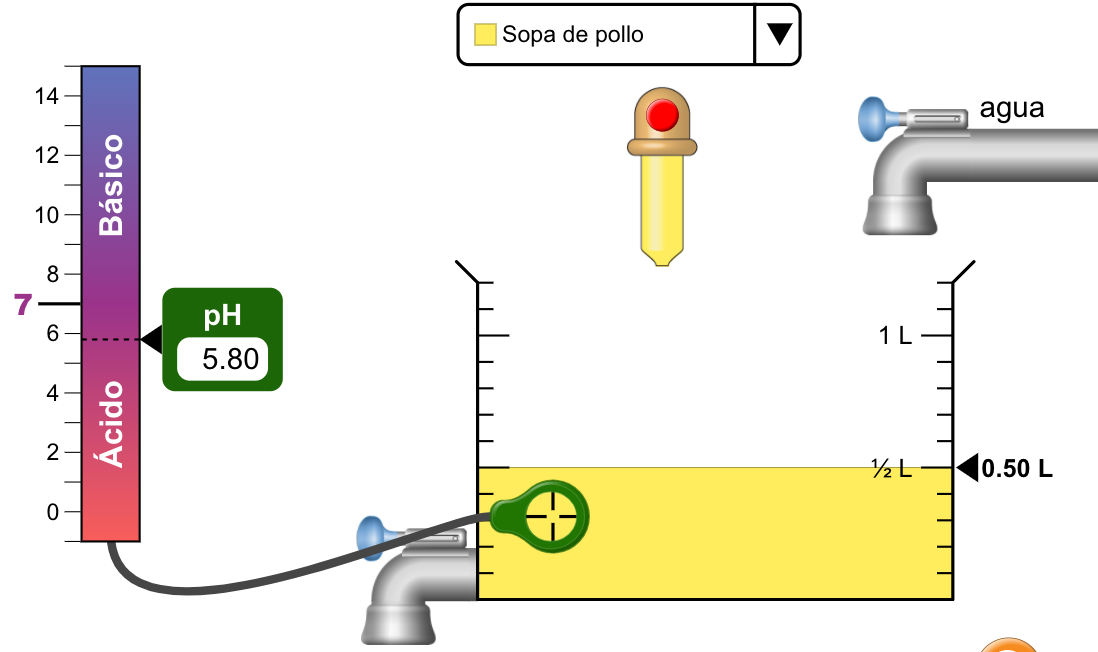 Sopa de pollo
agua
14
12
10
8
7
6
4
2
0
Básico
Ácido
pH
5.80
1 L
½ L
0.50 L